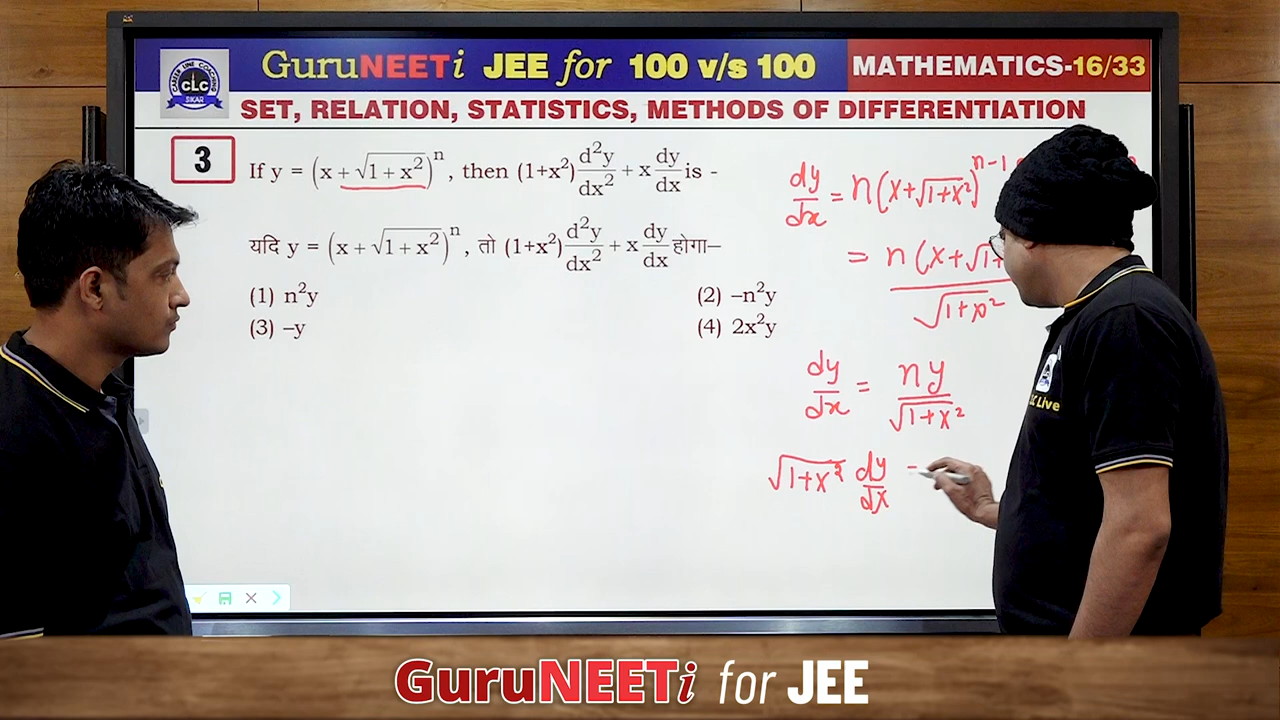 GuruNEETi JEE for 100 v/s 100 MATHEMATICS-16/33
CAREER LINE COACHING CLC SIKAR
SET, RELATION, STATISTICS, METHODS OF DIFFERENTIATION
3
If y = (x + √(1 + x²))ⁿ, then (1+x²) d²y/dx² + x dy/dx is -
यदि y = (x + √(1 + x²))ⁿ, तो (1+x²) d²y/dx² + x dy/dx होगा–
(1) n²y (2) –n²y
(3) –y (4) 2x²y
dy/dx = n(x+√(1+x²))ⁿ⁻¹
= n(x+√1+ / √(1+x²)
dy/dx = ny/√(1+x²)
√(1+x²) dy/dx
Live
GuruNEETi for JEE